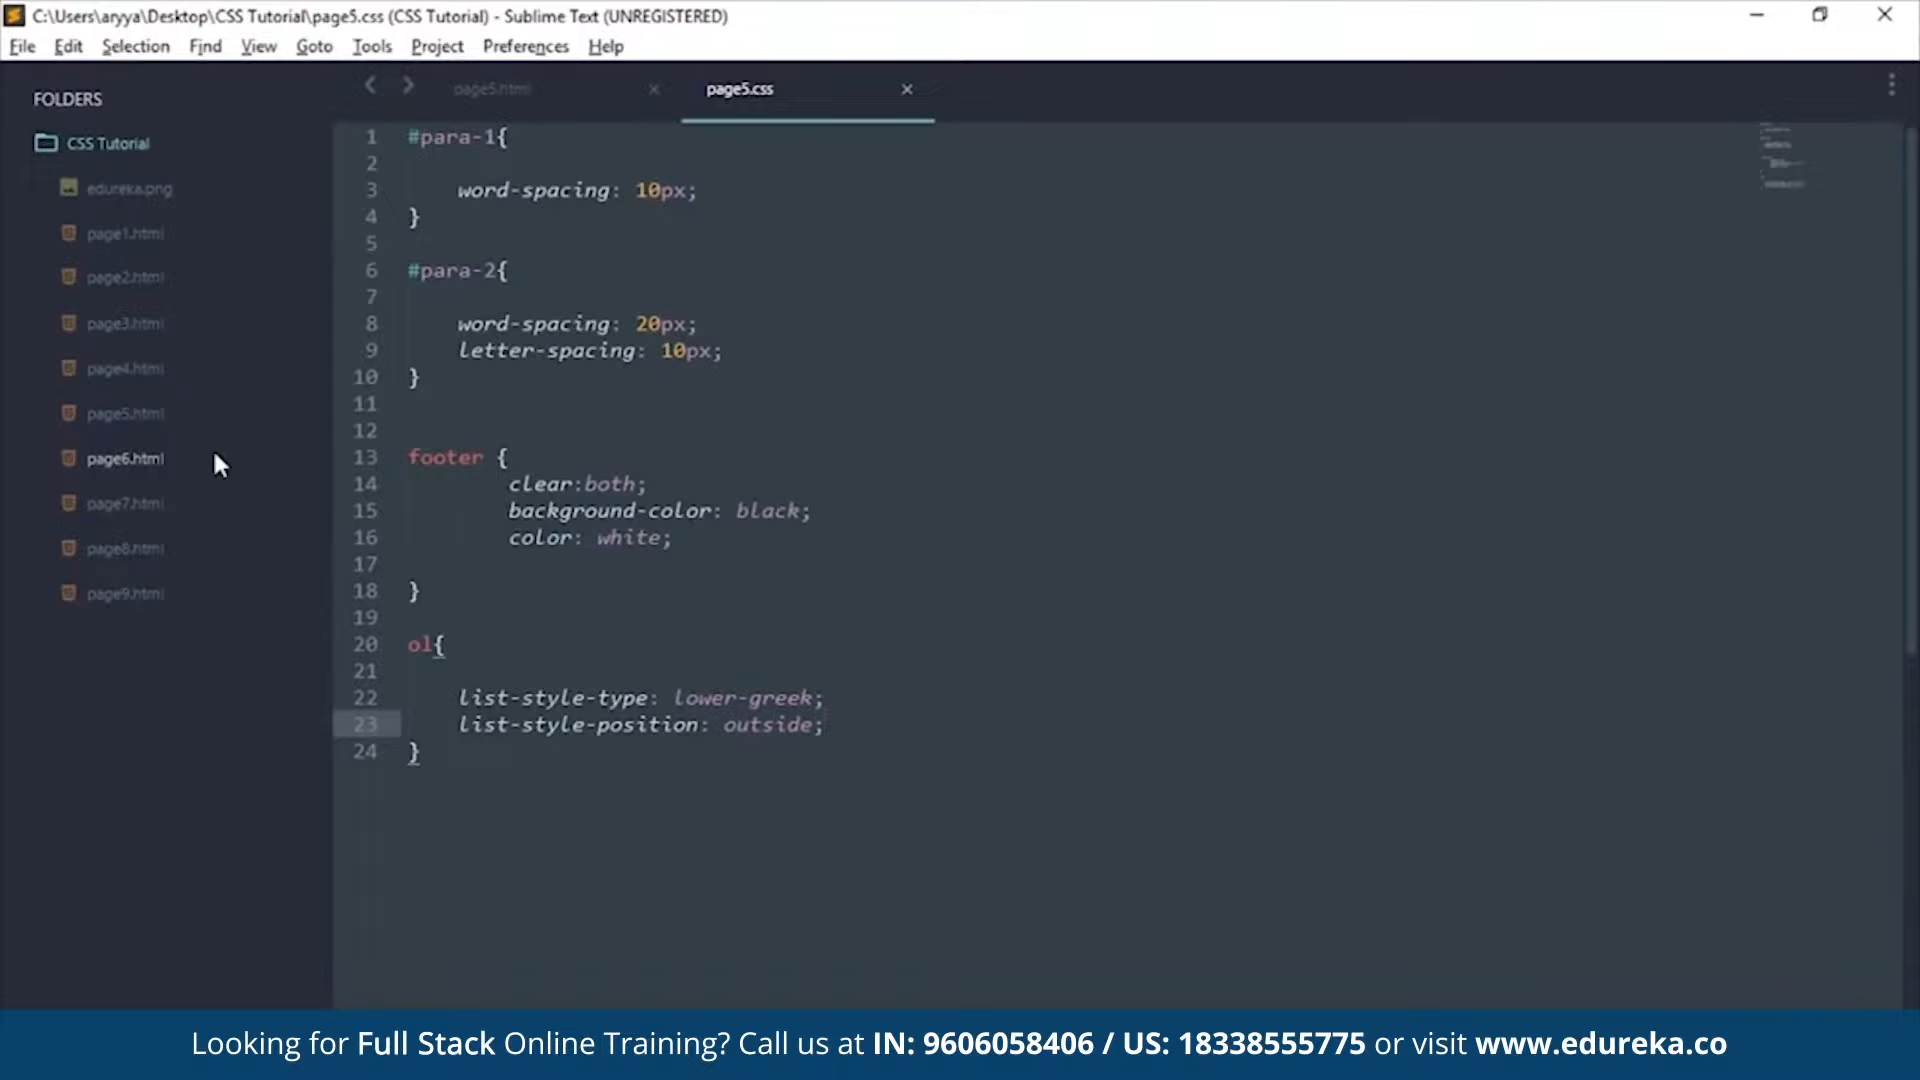 C:\Users\aryya\Desktop\CSS Tutorial\page5.css (CSS Tutorial) - Sublime Text (UNREGISTERED)
File Edit Selection Find View Goto Tools Project Preferences Help
FOLDERS
CSS Tutorial
edureka.png
page1.html
page2.html
page3.html
page4.html
page5.html
page6.html
page7.html
page8.html
page9.html
page5.html page5.css
1 #para-1{
2
3 word-spacing: 10px;
4 }
5
6 #para-2{
7
8 word-spacing: 20px;
9 letter-spacing: 10px;
10 }
11
12
13 footer {
14 clear:both;
15 background-color: black;
16 color: white;
17
18 }
19
20 ol{
21
22 list-style-type: lower-greek;
23 list-style-position: outside;
24 }
Looking for Full Stack Online Training? Call us at IN: 9606058406 / US: 18338555775 or visit www.edureka.co